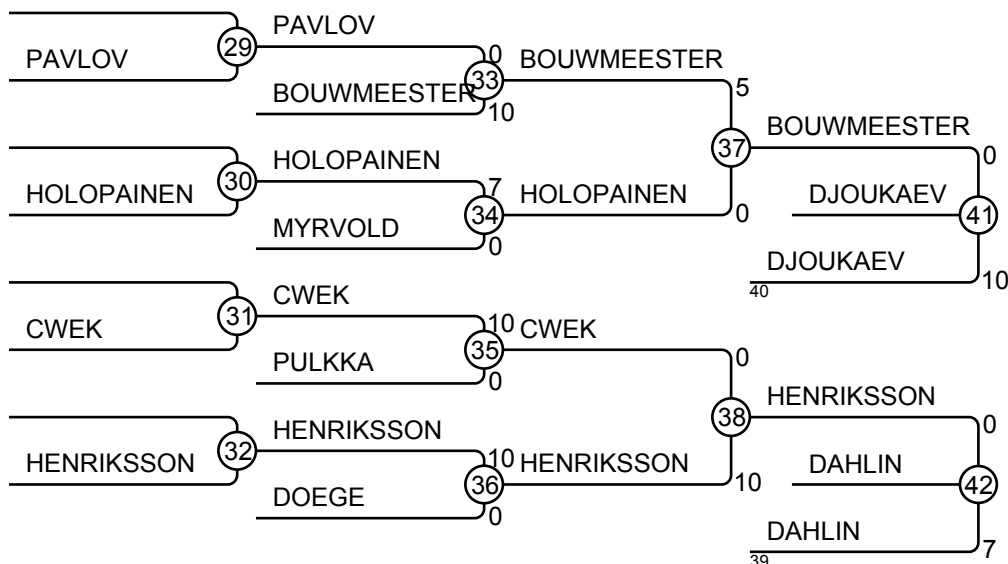 PAVLOV
PAVLOV
29
0
33
BOUWMEESTER
10
BOUWMEESTER
5
HOLOPAINEN
30
HOLOPAINEN
7
34
MYRVOLD
0
HOLOPAINEN
0
37
BOUWMEESTER
0
DJOUKAEV
41
DJOUKAEV
10
40
CWEK
31
CWEK
10
35
PULKKA
0
CWEK
0
HENRIKSSON
32
HENRIKSSON
10
36
DOEGE
0
HENRIKSSON
10
38
HENRIKSSON
0
DAHLIN
42
DAHLIN
7
39